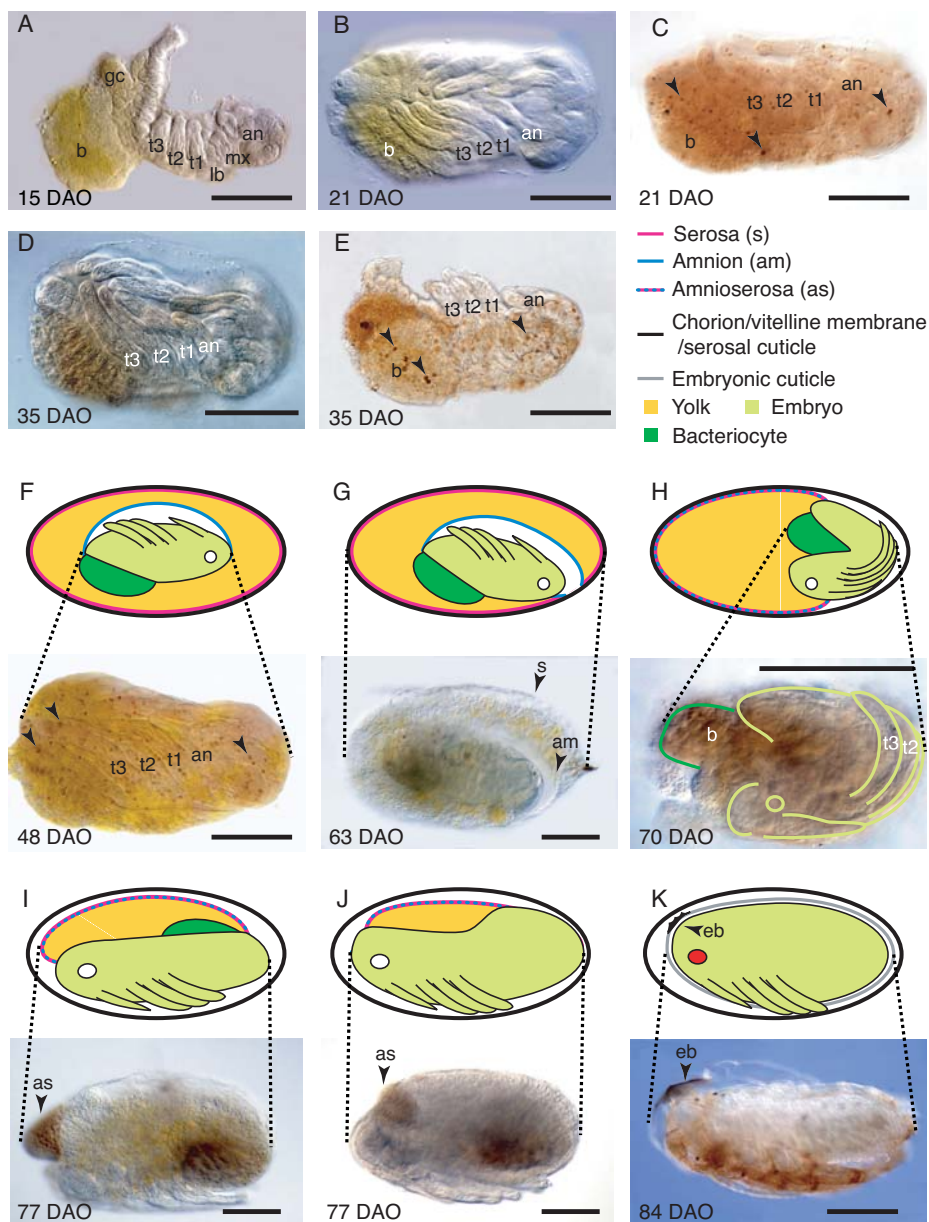 A
gc
b
t3
t2
t1
lb
mx
an
15 DAO
B
b
t3
t2
t1
an
21 DAO
C
an
t3
t2
t1
b
21 DAO
D
t3
t2
t1
an
35 DAO
E
t3
t2
t1
an
b
35 DAO
Serosa (s)
Amnion (am)
Amnioserosa (as)
Chorion/vitelline membrane
/serosal cuticle
Embryonic cuticle
Yolk
Embryo
Bacteriocyte
F
t3
t2
t1
an
48 DAO
G
s
am
63 DAO
H
b
t3
t2
70 DAO
I
as
77 DAO
J
as
77 DAO
K
eb
eb
84 DAO